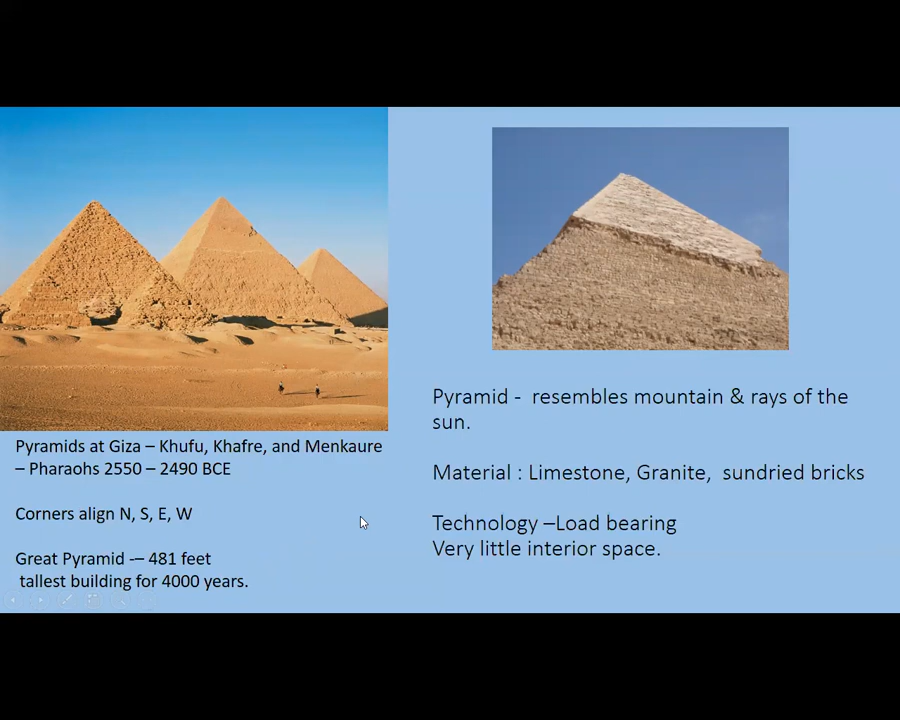 Pyramids at Giza – Khufu, Khafre, and Menkaure
– Pharaohs 2550 – 2490 BCE
Corners align N, S, E, W
Great Pyramid -– 481 feet
tallest building for 4000 years.
Pyramid - resembles mountain & rays of the
sun.
Material : Limestone, Granite, sundried bricks
Technology –Load bearing
Very little interior space.